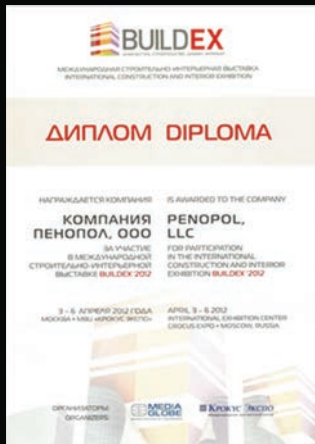 BUILDEX
МЕЖДУНАРОДНАЯ СТРОИТЕЛЬНО-ИНТЕРЬЕРНАЯ ВЫСТАВКА
INTERNATIONAL CONSTRUCTION AND INTERIOR EXHIBITION
ДИПЛОМ DIPLOMA
НАГРАЖДАЕТСЯ КОМПАНИЯ
КОМПАНИЯ
ПЕНОПОЛ, ООО
ЗА УЧАСТИЕ
В МЕЖДУНАРОДНОЙ
СТРОИТЕЛЬНО-ИНТЕРЬЕРНОЙ
ВЫСТАВКЕ BUILDEX'2012
3 – 6 АПРЕЛЯ 2012 ГОДА
МОСКВА • МВЦ «КРОКУС ЭКСПО»
IS AWARDED TO THE COMPANY
PENOPOL,
LLC
FOR PARTICIPATION
IN THE INTERNATIONAL
CONSTRUCTION AND INTERIOR
EXHIBITION BUILDEX'2012
APRIL 3 – 6 2012
INTERNATIONAL EXHIBITION CENTER
CROCUS EXPO • MOSCOW, RUSSIA
ОРГАНИЗАТОРЫ:
ORGANIZERS:
MEDIA
GLOBE
КРОКУС ЭКСПО